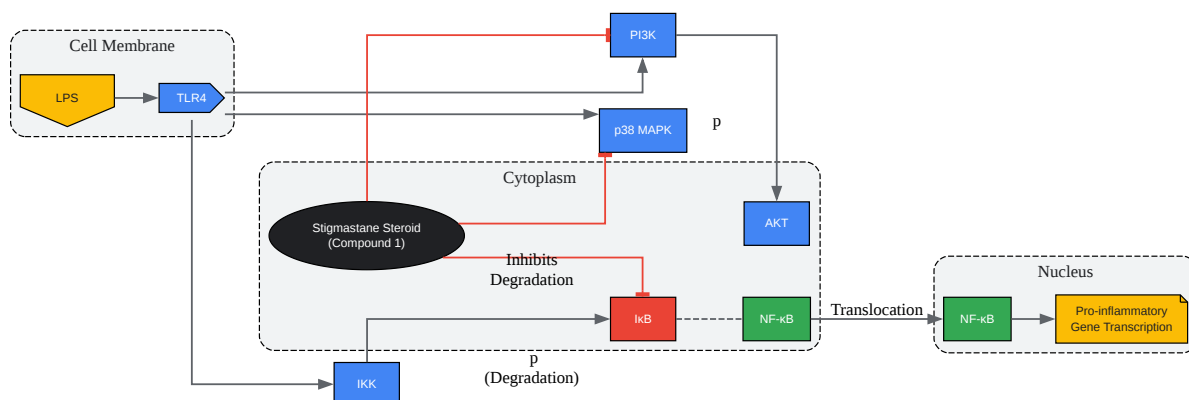 PI3K
Cell Membrane
LPS
TLR4
p38 MAPK
p
Cytoplasm
Stigmastane Steroid
(Compound 1)
AKT
Inhibits
Degradation
Nucleus
IκB
NF-κB
Translocation
NF-κB
Pro-inflammatory
Gene Transcription
p
(Degradation)
IKK